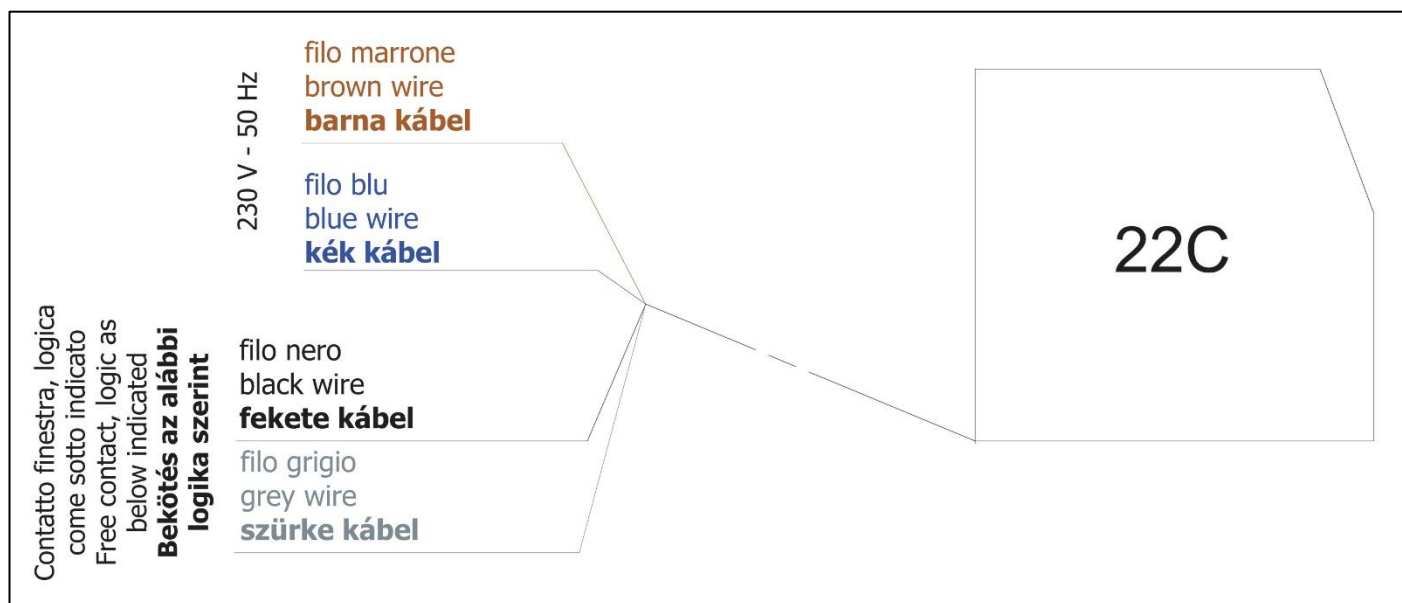 230 V - 50 Hz
filo marrone
brown wire
barna kábel
filo blu
blue wire
kék kábel
Contatto finestra, logica
come sotto indicato
Free contact, logic as
below indicated
Bekötés az alábbi
logika szerint
filo nero
black wire
fekete kábel
filo grigio
grey wire
szürke kábel
22C